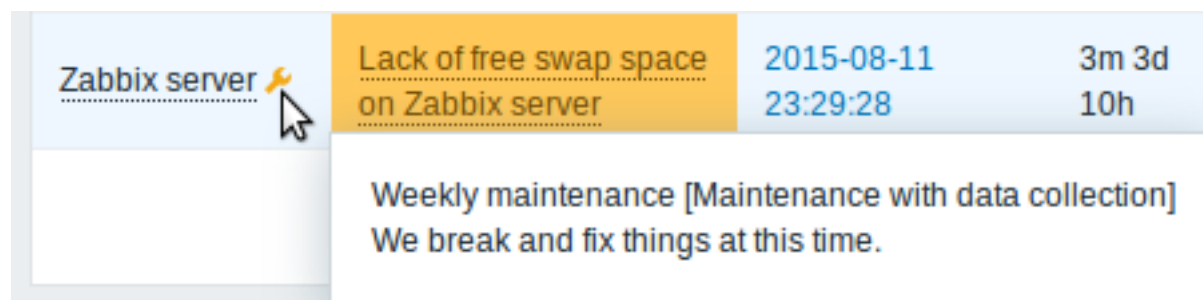 Zabbix server
Lack of free swap space
on Zabbix server
2015-08-11
23:29:28
3m 3d
10h
Weekly maintenance [Maintenance with data collection]
We break and fix things at this time.